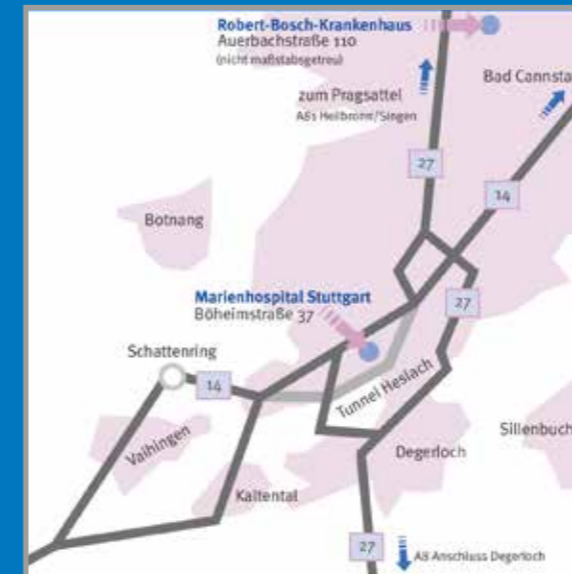 Robert-Bosch-Krankenhaus
Auerbachstraße 110
(nicht maßstabsgetreu)
Bad Cannsta
zum Pragsattel
A81 Heilbronn/Singen
27
14
Botnang
27
Marienhospital Stuttgart
Böheimstraße 37
Schattenring
14
Tunnel Heslach
Vaihingen
Sillenbuch
Degerloch
Kaltental
27
A8 Anschluss Degerloch